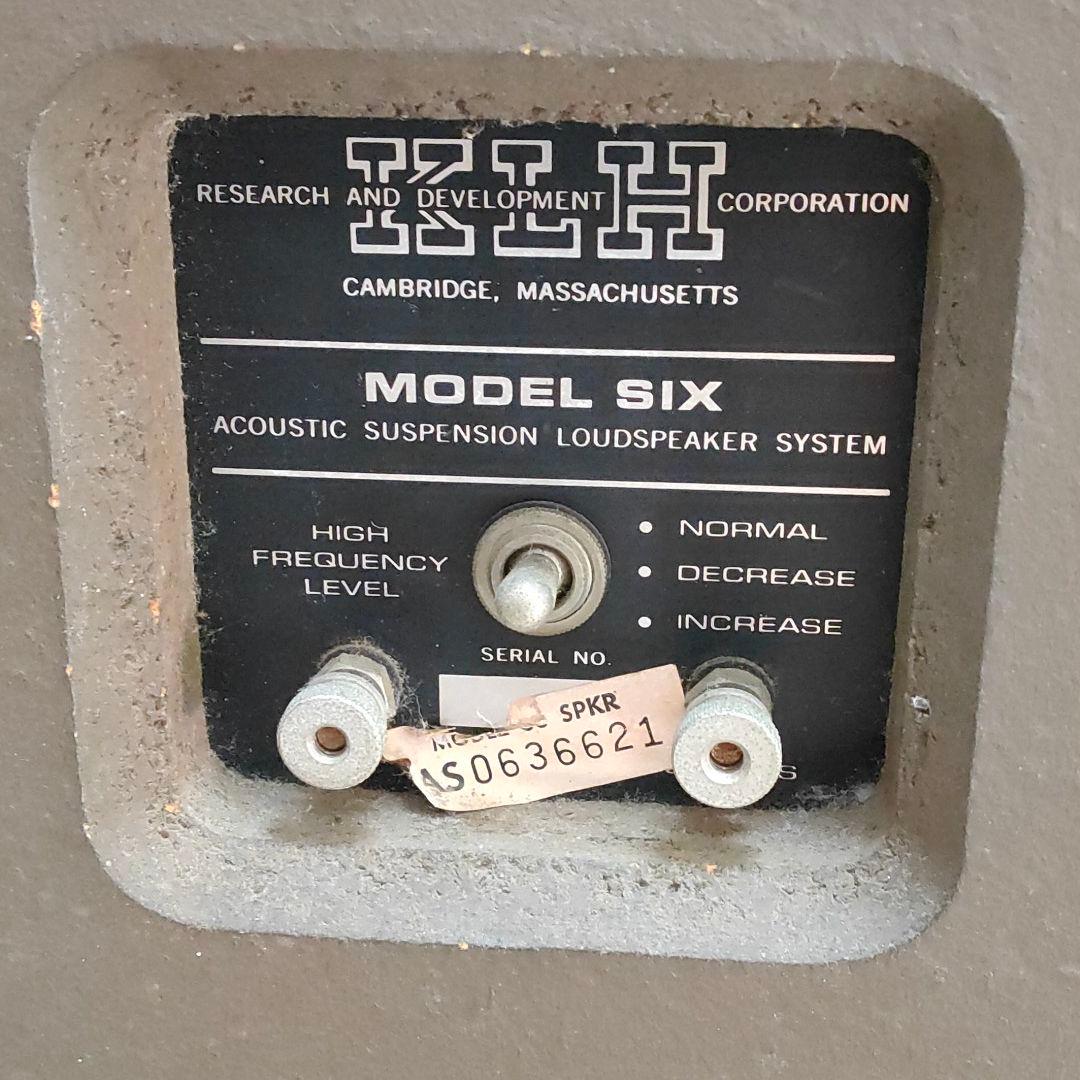 KLH
RESEARCH AND DEVELOPMENT CORPORATION
CAMBRIDGE, MASSACHUSETTS
MODEL SIX
ACOUSTIC SUSPENSION LOUDSPEAKER SYSTEM
HIGH
FREQUENCY
LEVEL
NORMAL
DECREASE
INCREASE
SERIAL NO.
SPKR
AS0636621